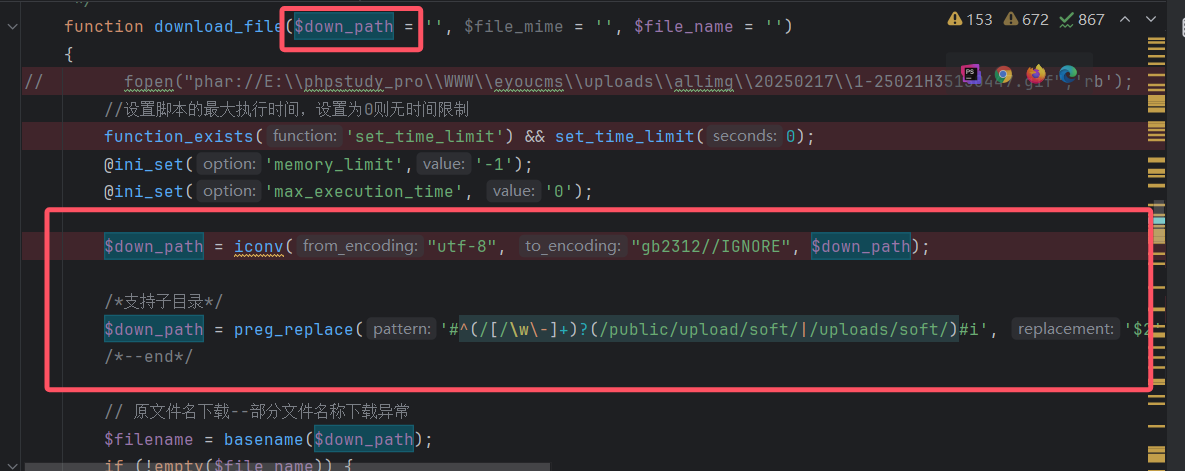 function download_file($down_path = '', $file_mime = '', $file_name = '')
153 672 867
{
// fopen("phar://E:\\phpstudy_pro\\WWW\\eyoucms\\uploads\\allimg\\20250217\\1-25021H3515
//设置脚本的最大执行时间，设置为0则无时间限制
function_exists( function: 'set_time_limit') && set_time_limit( seconds: 0);
@ini_set( option: 'memory_limit', value: '-1');
@ini_set( option: 'max_execution_time', value: '0');
$down_path = iconv( from_encoding: "utf-8", to_encoding: "gb2312//IGNORE", $down_path);
/*支持子目录*/
$down_path = preg_replace( pattern: '#^(/[/\w\-]+)?(/public/upload/soft/|/uploads/soft/)#i', replacement: '$2
/*--end*/
// 原文件名下载--部分文件名称下载异常
$filename = basename($down_path);
if (!empty($file_name)) {